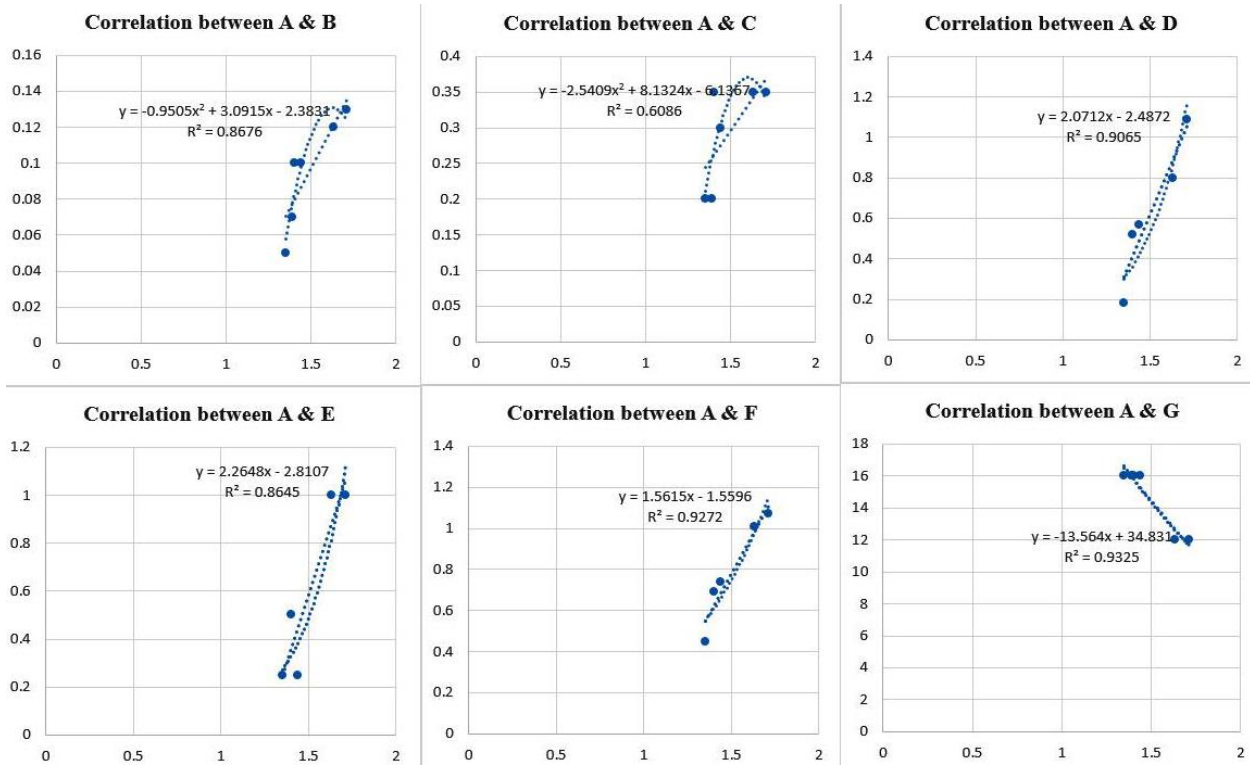 Correlation between A & B
0.16
0.14
0.12
0.1
0.08
0.06
0.04
0.02
0
y = -0.9505x² + 3.0915x - 2.3831
R² = 0.8676
0 0.5 1 1.5 2
Correlation between A & C
0.4
0.35
0.3
0.25
0.2
0.15
0.1
0.05
0
y = -2.5409x² + 8.1324x - 6.1367
R² = 0.6086
0 0.5 1 1.5 2
Correlation between A & D
1.4
1.2
1
0.8
0.6
0.4
0.2
0
y = 2.0712x - 2.4872
R² = 0.9065
0 0.5 1 1.5 2
Correlation between A & E
1.2
1
0.8
0.6
0.4
0.2
0
y = 2.2648x - 2.8107
R² = 0.8645
0 0.5 1 1.5 2
Correlation between A & F
1.4
1.2
1
0.8
0.6
0.4
0.2
0
y = 1.5615x - 1.5596
R² = 0.9272
0 0.5 1 1.5 2
Correlation between A & G
18
16
14
12
10
8
6
4
2
0
y = -13.564x + 34.831
R² = 0.9325
0 0.5 1 1.5 2